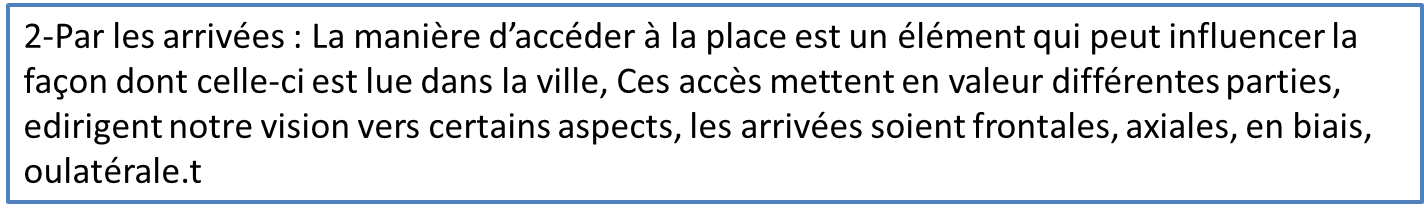 2-Par les arrivées : La manière d’accéder à la place est un élément qui peut influencer la
façon dont celle-ci est lue dans la ville, Ces accès mettent en valeur différentes parties,
edirigent notre vision vers certains aspects, les arrivées soient frontales, axiales, en biais,
oulatérale.t